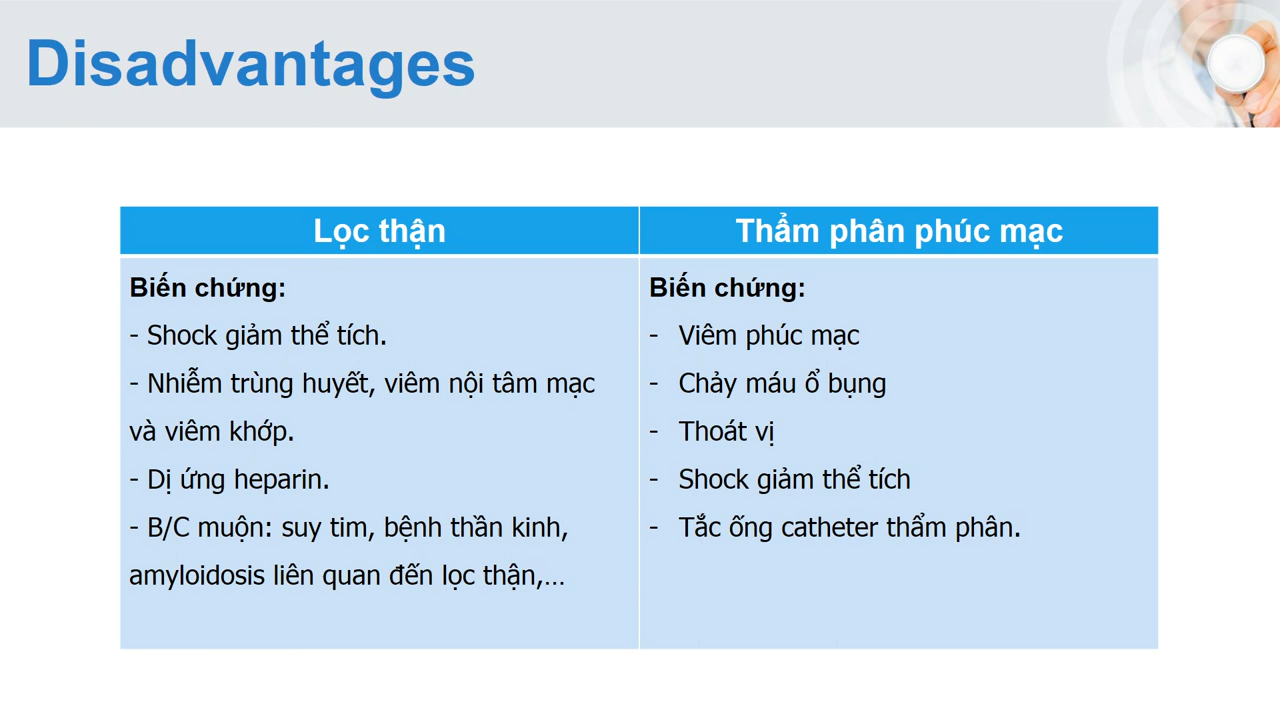 Disadvantages
Lọc thận
Thẩm phân phúc mạc
Biến chứng:
- Shock giảm thể tích.
- Nhiễm trùng huyết, viêm nội tâm mạc
và viêm khớp.
- Dị ứng heparin.
- B/C muộn: suy tim, bệnh thần kinh,
amyloidosis liên quan đến lọc thận,...
Biến chứng:
- Viêm phúc mạc
- Chảy máu ổ bụng
- Thoát vị
- Shock giảm thể tích
- Tắc ống catheter thẩm phân.